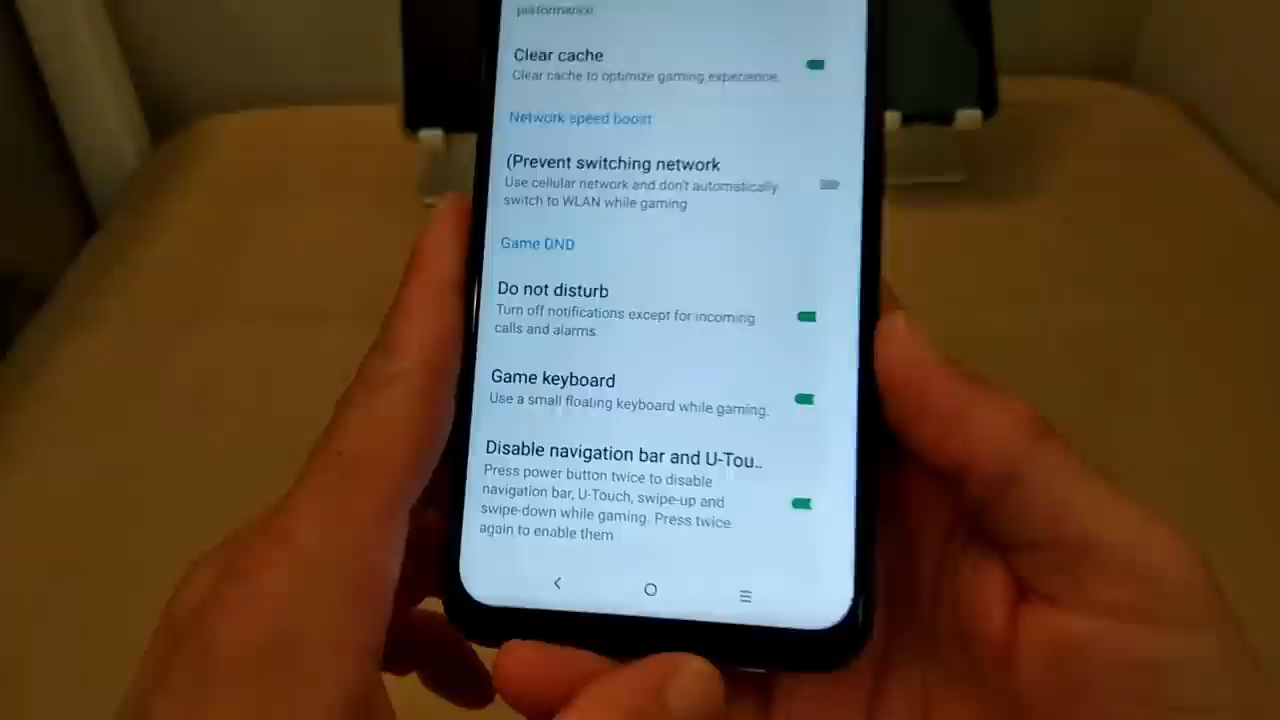 performance
Clear cache
Clear cache to optimize gaming experience.
Network speed boost
(Prevent switching network
Use cellular network and don't automatically
switch to WLAN while gaming
Game DND
Do not disturb
Turn off notifications except for incoming
calls and alarms.
Game keyboard
Use a small floating keyboard while gaming.
Disable navigation bar and U-Tou..
Press power button twice to disable
navigation bar, U-Touch, swipe-up and
swipe-down while gaming. Press twice
again to enable them